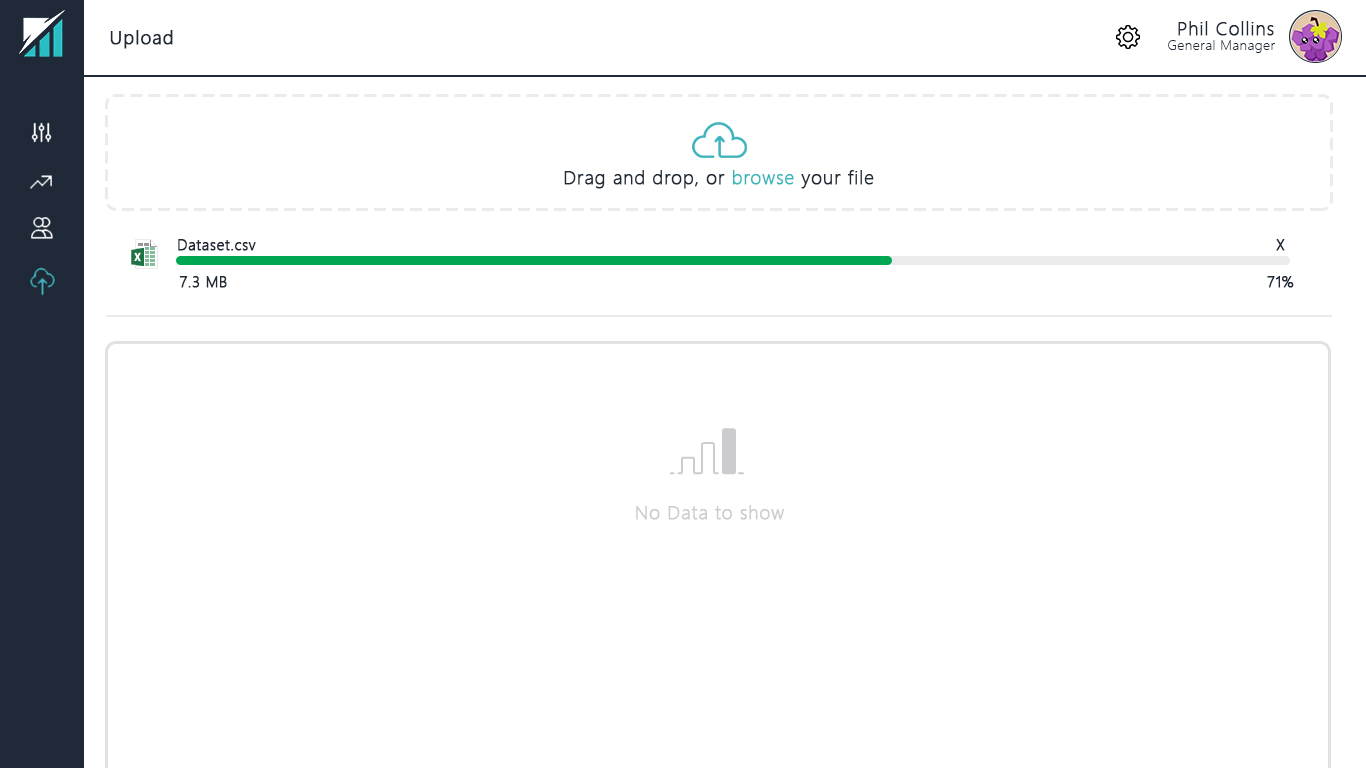 Upload
Phil Collins
General Manager
Drag and drop, or browse your file
Dataset.csv X
7.3 MB 71%
No Data to show